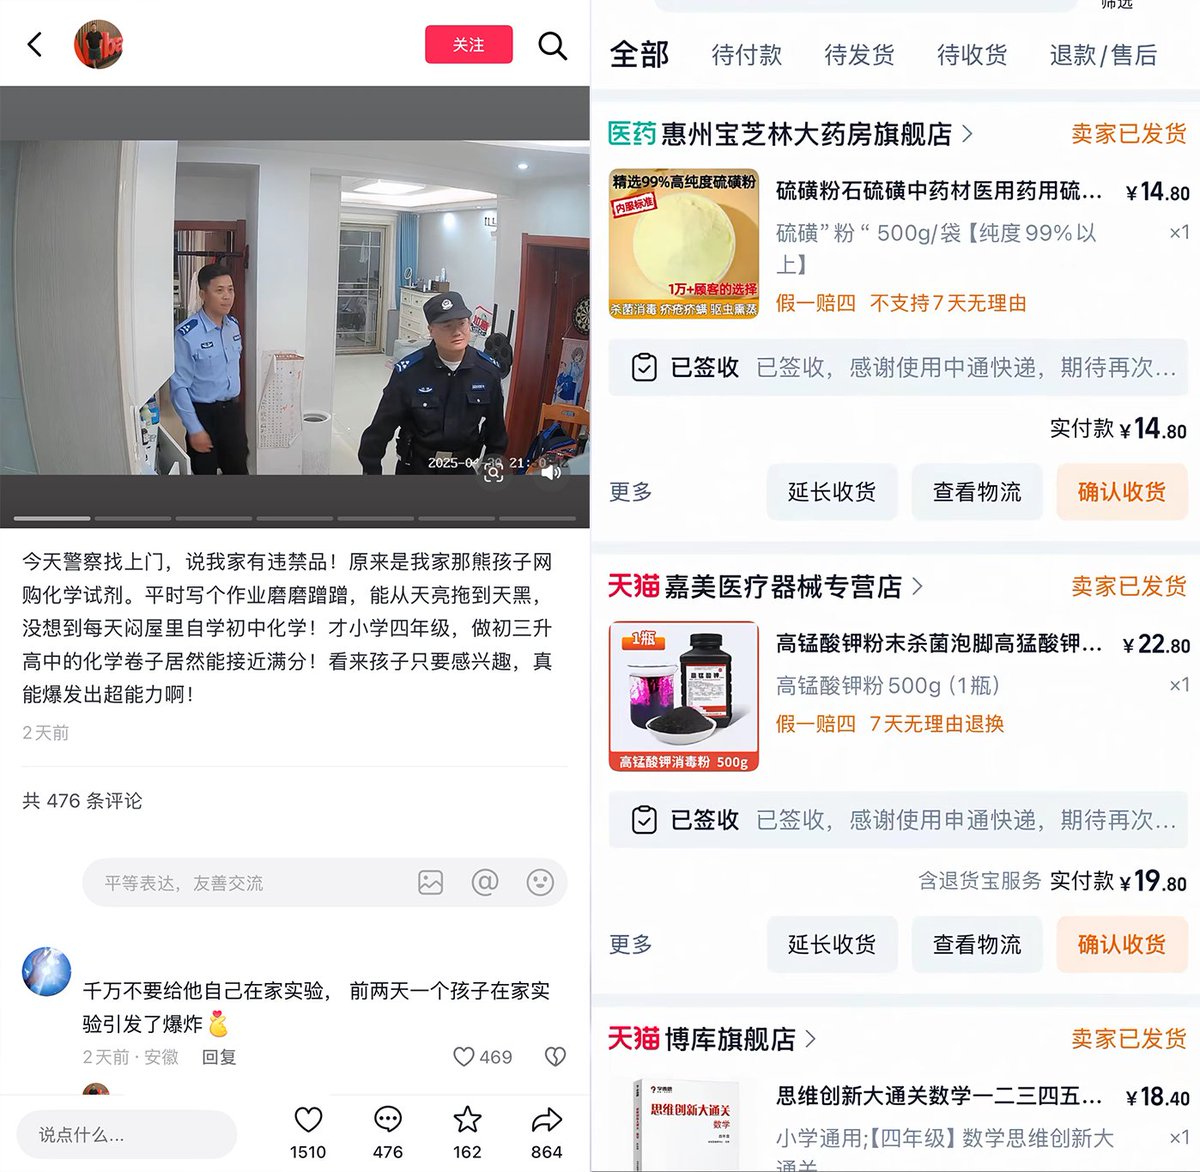 关注
2025-04-
今天警察找上门，说我家有违禁品！原来是我家那熊孩子网
购化学试剂。平时写个作业磨磨蹭蹭，能从天亮拖到天黑，
没想到每天闷屋里自学初中化学！才小学四年级，做初三升
高中的化学卷子居然能接近满分！看来孩子只要感兴趣，真
能爆发出超能力啊！
2天前
共 476 条评论
平等表达，友善交流
千万不要给他自己在家实验， 前两天一个孩子在家实
验引发了爆炸
2天前 · 安徽 回复
469
说点什么...
1510
476
162
864
筛选
全部 待付款 待发货 待收货 退款/售后
医药 惠州宝芝林大药房旗舰店
卖家已发货
精选99%高纯度硫磺粉
内服标准
1万+顾客的选择
杀菌消毒 疥疮疥螨 驱虫熏蒸
硫磺粉石硫磺中药材医用药用硫... ¥14.80
硫磺”粉“ 500g/袋【纯度99%以
上】
×1
假一赔四 不支持7天无理由
已签收 已签收，感谢使用中通快递，期待再次...
实付款 ¥14.80
更多 延长收货 查看物流 确认收货
天猫 嘉美医疗器械专营店
卖家已发货
1瓶
高锰酸钾
高锰酸钾消毒粉 500g
高锰酸钾粉末杀菌泡脚高猛酸钾... ¥22.80
高锰酸钾粉500g（1瓶）
×1
假一赔四 7天无理由退换
已签收 已签收，感谢使用申通快递，期待再次...
含退货宝服务 实付款 ¥19.80
更多 延长收货 查看物流 确认收货
天猫 博库旗舰店
卖家已发货
学而思
思维创新大通关
数学
思维创新大通关数学一二三四五... ¥18.40
小学通用;【四年级】数学思维创新大
通关
×1